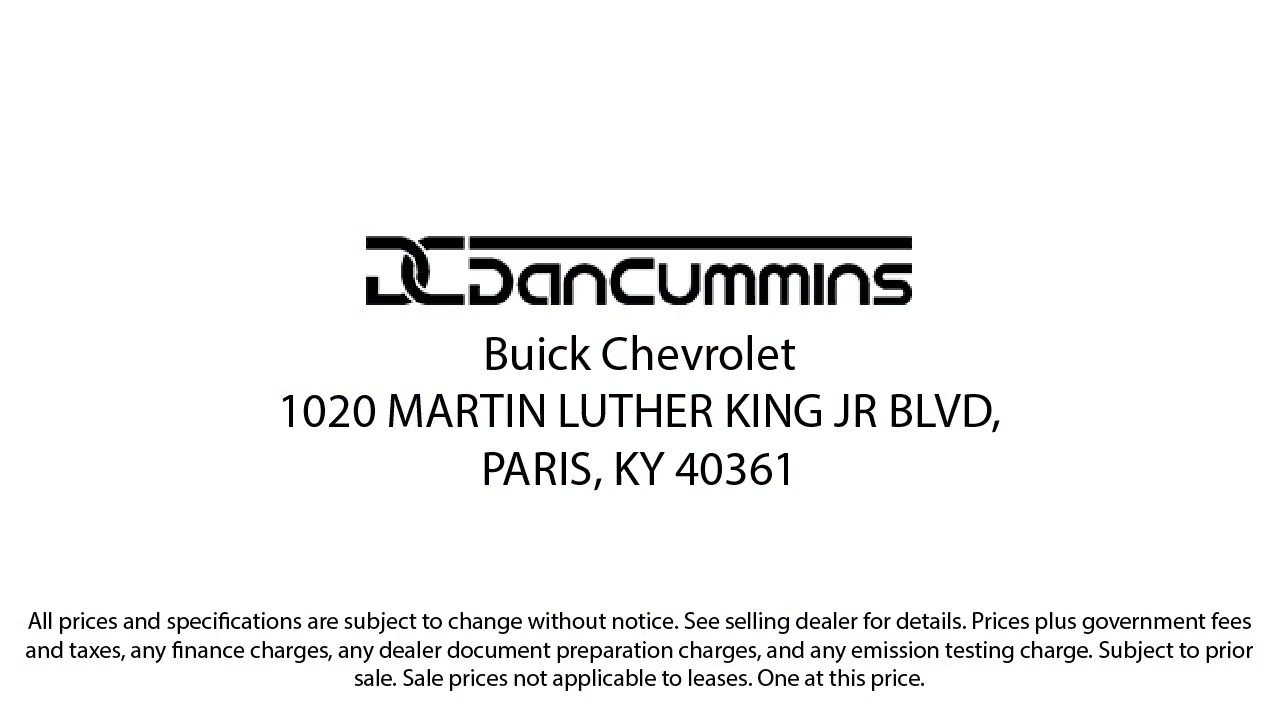 DC DanCummins
Buick Chevrolet
1020 MARTIN LUTHER KING JR BLVD,
PARIS, KY 40361
All prices and specifications are subject to change without notice. See selling dealer for details. Prices plus government fees
and taxes, any finance charges, any dealer document preparation charges, and any emission testing charge. Subject to prior
sale. Sale prices not applicable to leases. One at this price.